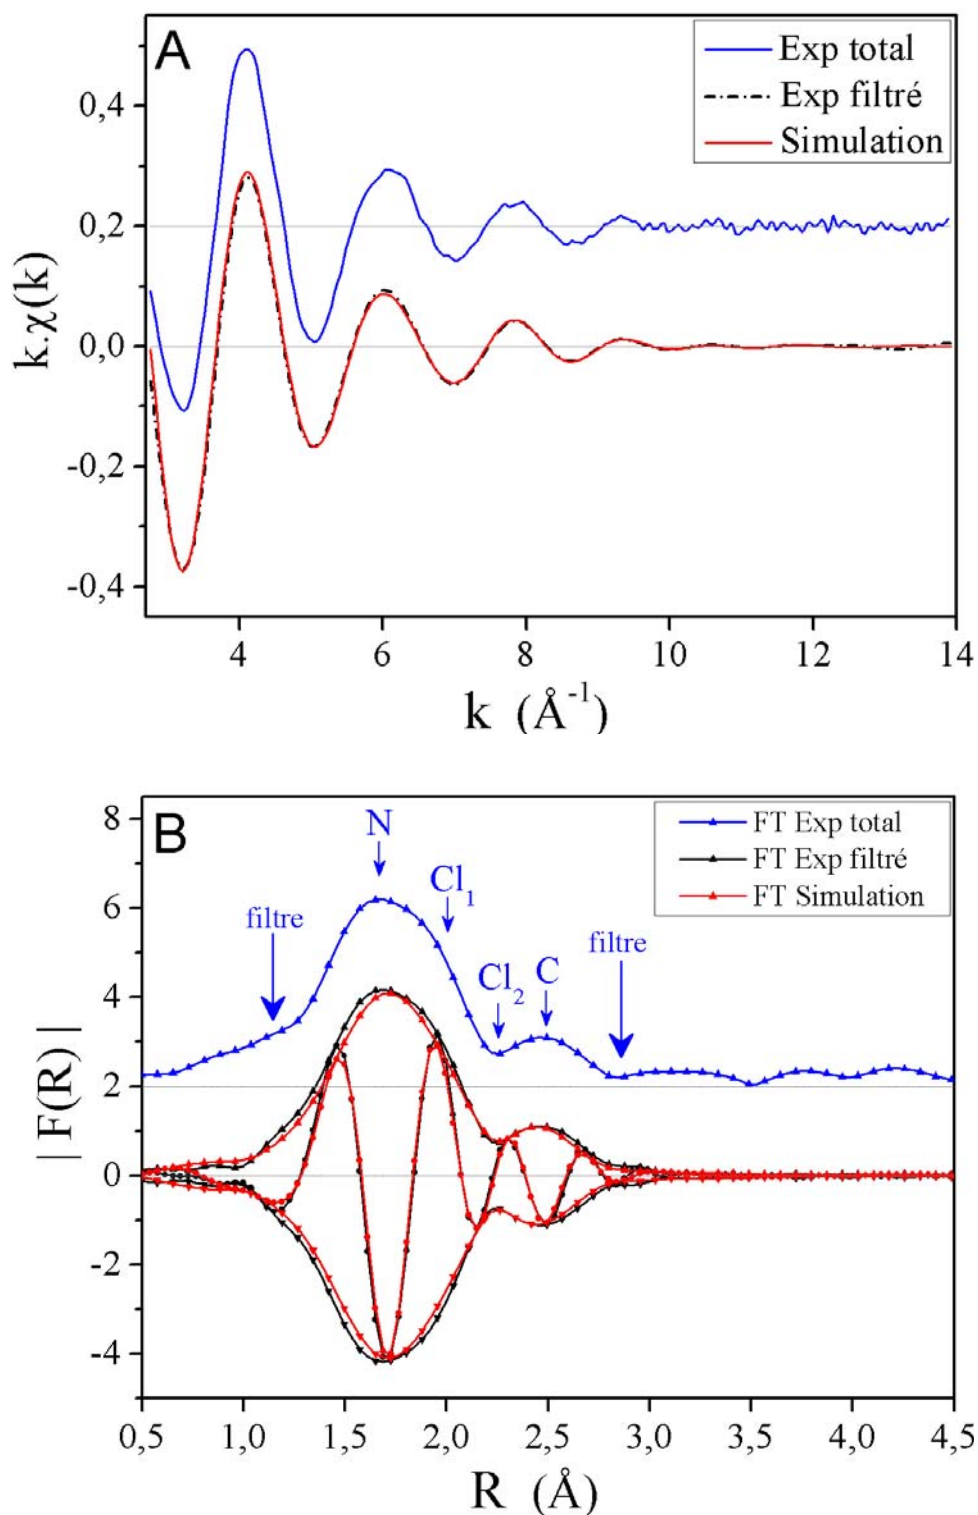 A
Exp total
Exp filtré
Simulation
0,4
0,2
0,0
-0,2
-0,4
k.χ(k)
4 6 8 10 12 14
k (Å⁻¹)
B
FT Exp total
FT Exp filtré
FT Simulation
N
Cl₁
filtre
filtre
Cl₂
C
8
6
4
2
0
-2
-4
| F(R) |
0,5 1,0 1,5 2,0 2,5 3,0 3,5 4,0 4,5
R (Å)